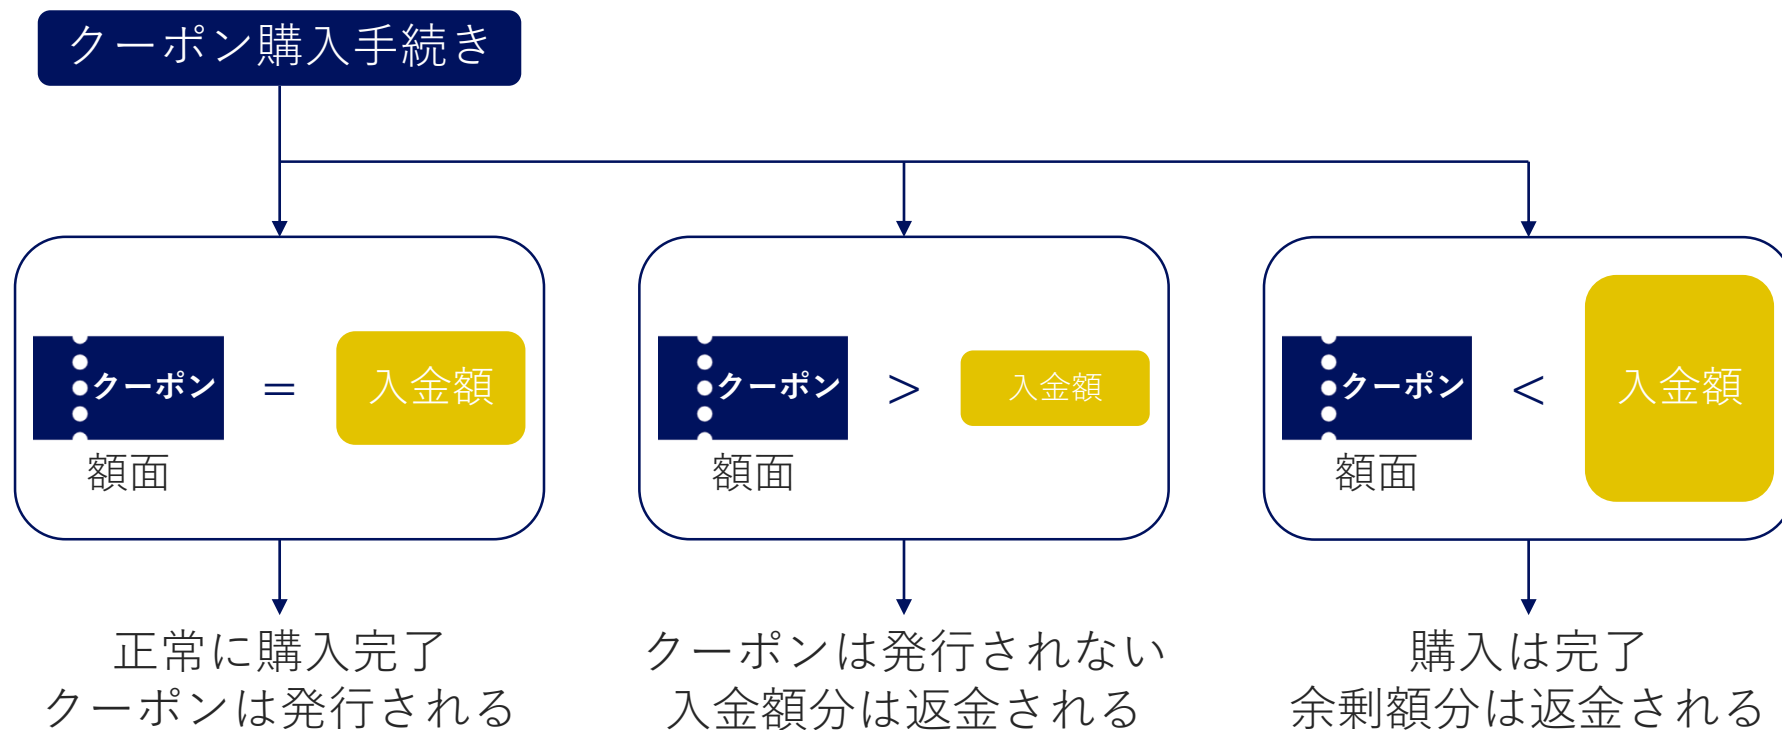 クーポン購入手続き
クーポン
=
入金額
額面
クーポン
>
入金額
額面
クーポン
<
入金額
額面
正常に購入完了
クーポンは発行される
クーポンは発行されない
入金額分は返金される
購入は完了
余剰額分は返金される